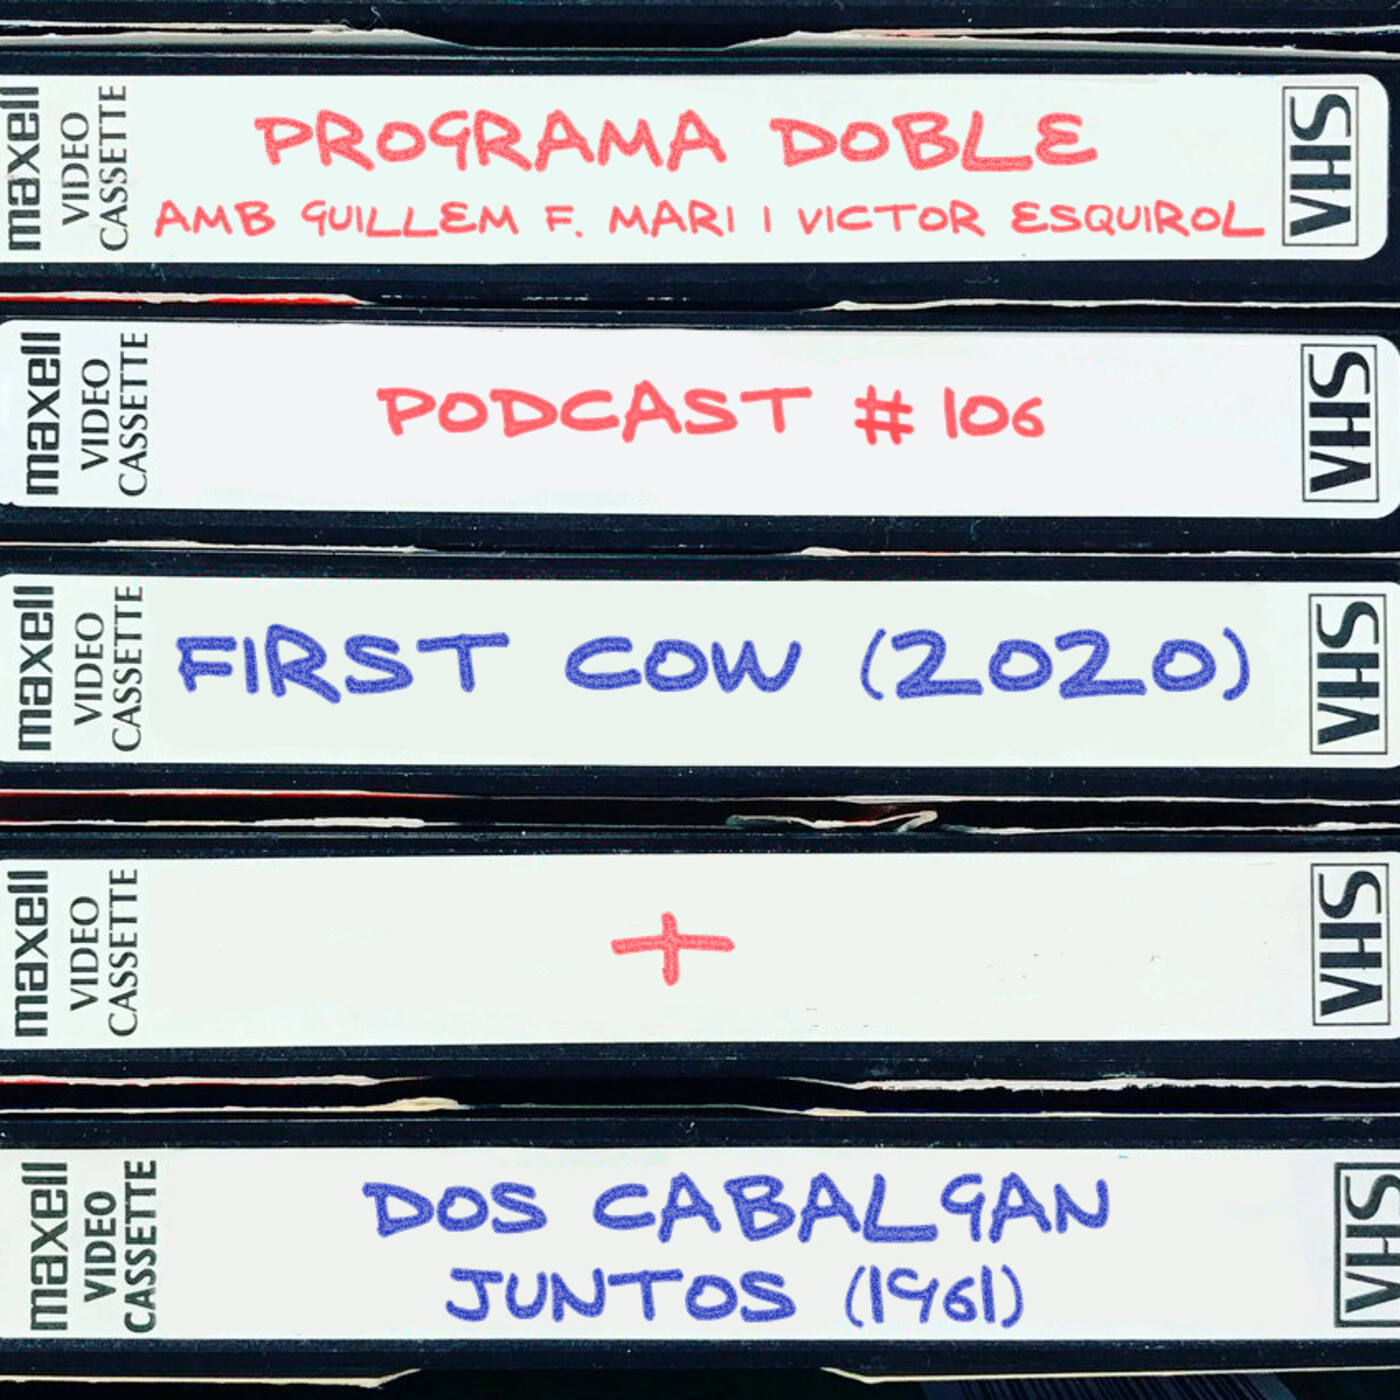 maxell
VIDEO
CASSETTE
PROGRAMA DOBLE
AMB GUILLEM F. MARI I VICTOR ESQUIROL
VHS
maxell
VIDEO
CASSETTE
PODCAST # 106
VHS
maxell
VIDEO
CASSETTE
FIRST COW (2020)
VHS
maxell
VIDEO
CASSETTE
+
VHS
maxell
VIDEO
CASSETTE
DOS CABALGAN
JUNTOS (1961)
VHS